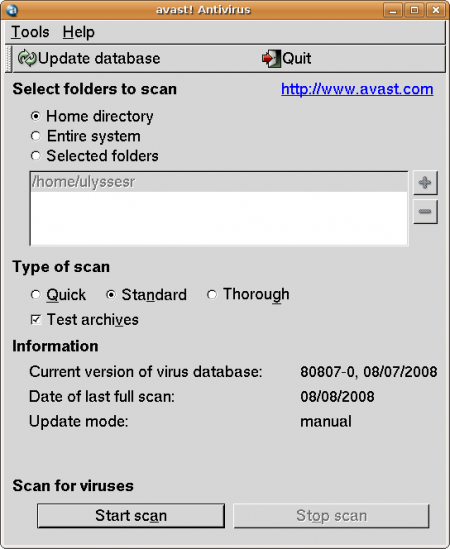 avast! Antivirus
Tools Help
Update database Quit
Select folders to scan http://www.avast.com
Home directory
Entire system
Selected folders
/home/ulyssesr
Type of scan
Quick Standard Thorough
Test archives
Information
Current version of virus database: 80807-0, 08/07/2008
Date of last full scan: 08/08/2008
Update mode: manual
Scan for viruses
Start scan Stop scan